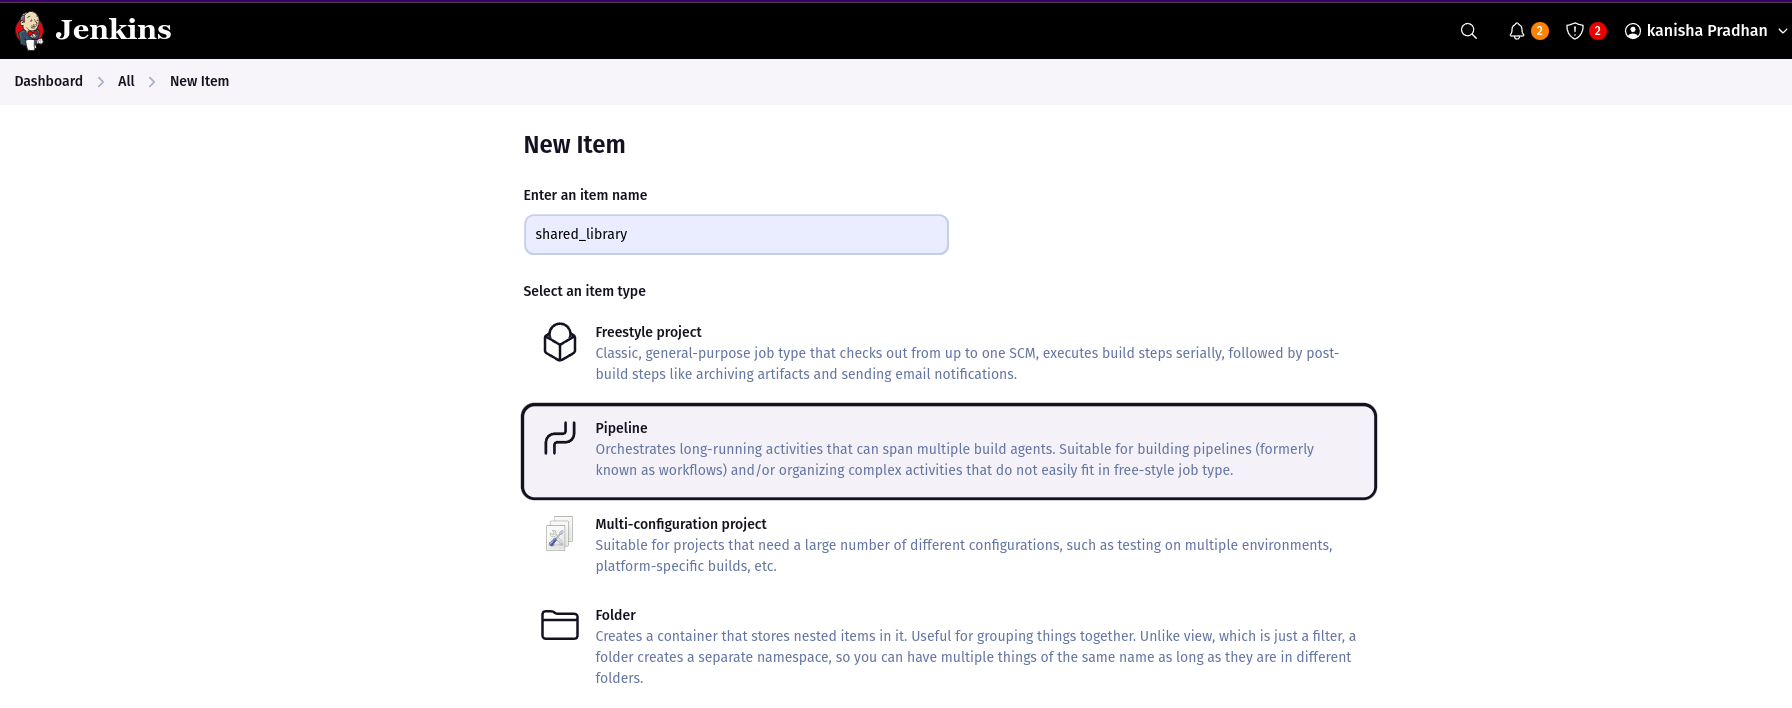 Jenkins
2
2
kanisha Pradhan
Dashboard
All
New Item
New Item
Enter an item name
shared_library
Select an item type
Freestyle project
Classic, general-purpose job type that checks out from up to one SCM, executes build steps serially, followed by post-
build steps like archiving artifacts and sending email notifications.
Pipeline
Orchestrates long-running activities that can span multiple build agents. Suitable for building pipelines (formerly
known as workflows) and/or organizing complex activities that do not easily fit in free-style job type.
Multi-configuration project
Suitable for projects that need a large number of different configurations, such as testing on multiple environments,
platform-specific builds, etc.
Folder
Creates a container that stores nested items in it. Useful for grouping things together. Unlike view, which is just a filter, a
folder creates a separate namespace, so you can have multiple things of the same name as long as they are in different
folders.